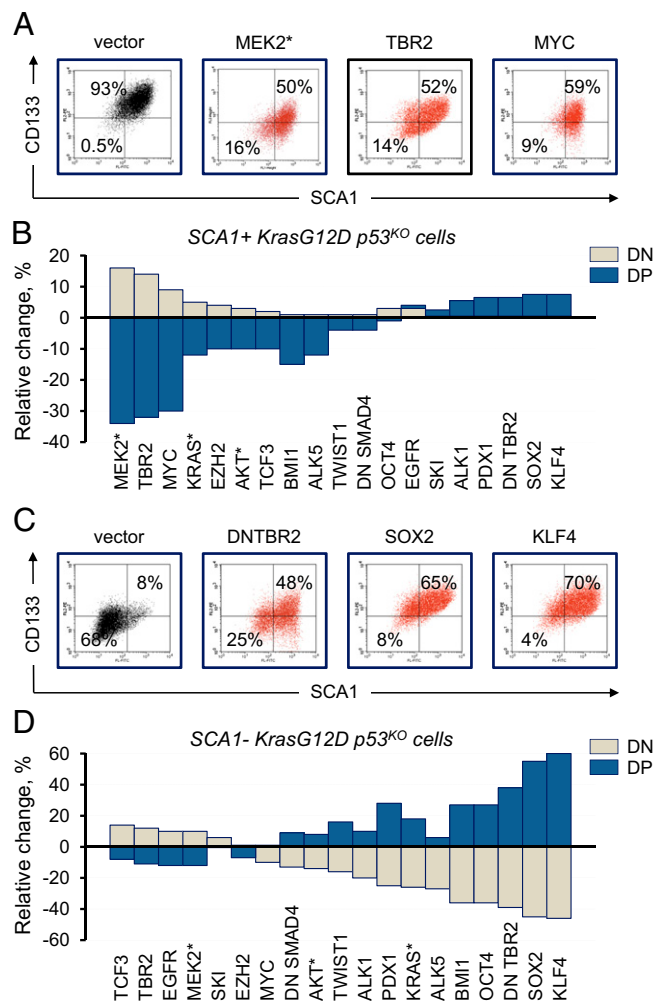 A
vector MEK2* TBR2 MYC
CD133
93% 50% 52% 59%
0.5% 16% 14% 9%
SCA1
B
SCA1+ KrasG12D p53KO cells
DN
DP
Relative change, %
20
10
0
-10
-20
-30
-40
MEK2* TBR2 MYC KRAS* EZH2 AKT* TCF3 BMI1 ALK5 TWIST1 DN SMAD4 OCT4 EGFR SKI ALK1 PDX1 DN TBR2 SOX2 KLF4
C
vector DNTBR2 SOX2 KLF4
CD133
8% 48% 65% 70%
68% 25% 8% 4%
SCA1
D
SCA1- KrasG12D p53KO cells
DN
DP
Relative change, %
60
40
20
0
-20
-40
-60
TCF3 TBR2 EGFR MEK2* SKI EZH2 MYC DN SMAD4 AKT* TWIST1 ALK1 PDX1 KRAS* ALK5 BMI1 OCT4 DN TBR2 SOX2 KLF4